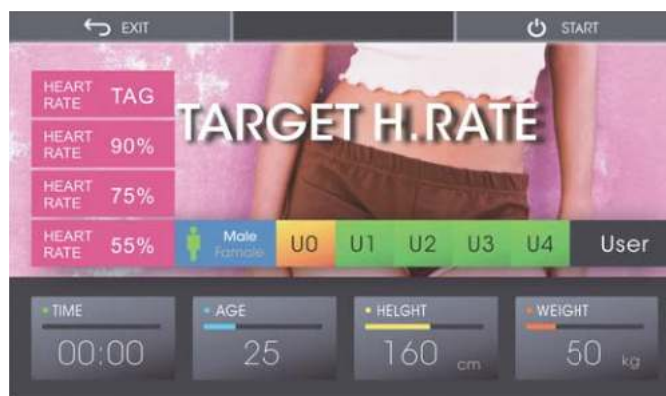 EXIT
START
HEART RATE TAG
TARGET H.RATE
HEART RATE 90%
HEART RATE 75%
HEART RATE 55%
Male
Famale
U0 U1 U2 U3 U4 User
TIME
00:00
AGE
25
HELGHT
160 cm
WEIGHT
50 kg